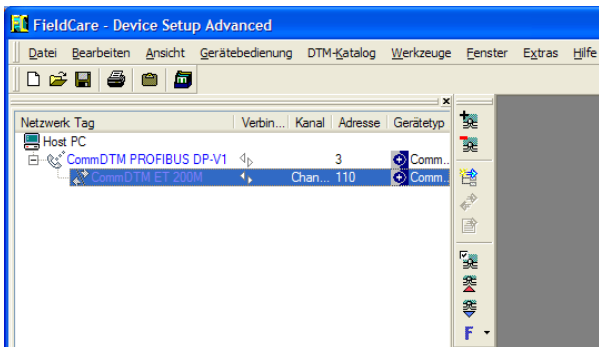 FieldCare - Device Setup Advanced
Datei Bearbeiten Ansicht Gerätebedienung DTM-Katalog Werkzeuge Fenster Extras Hilfe
Netzwerk Tag Verbin... Kanal Adresse Gerätetyp
Host PC
CommDTM PROFIBUS DP-V1 3 Comm..
CommDTM ET 200M Chan... 110 Comm..
F